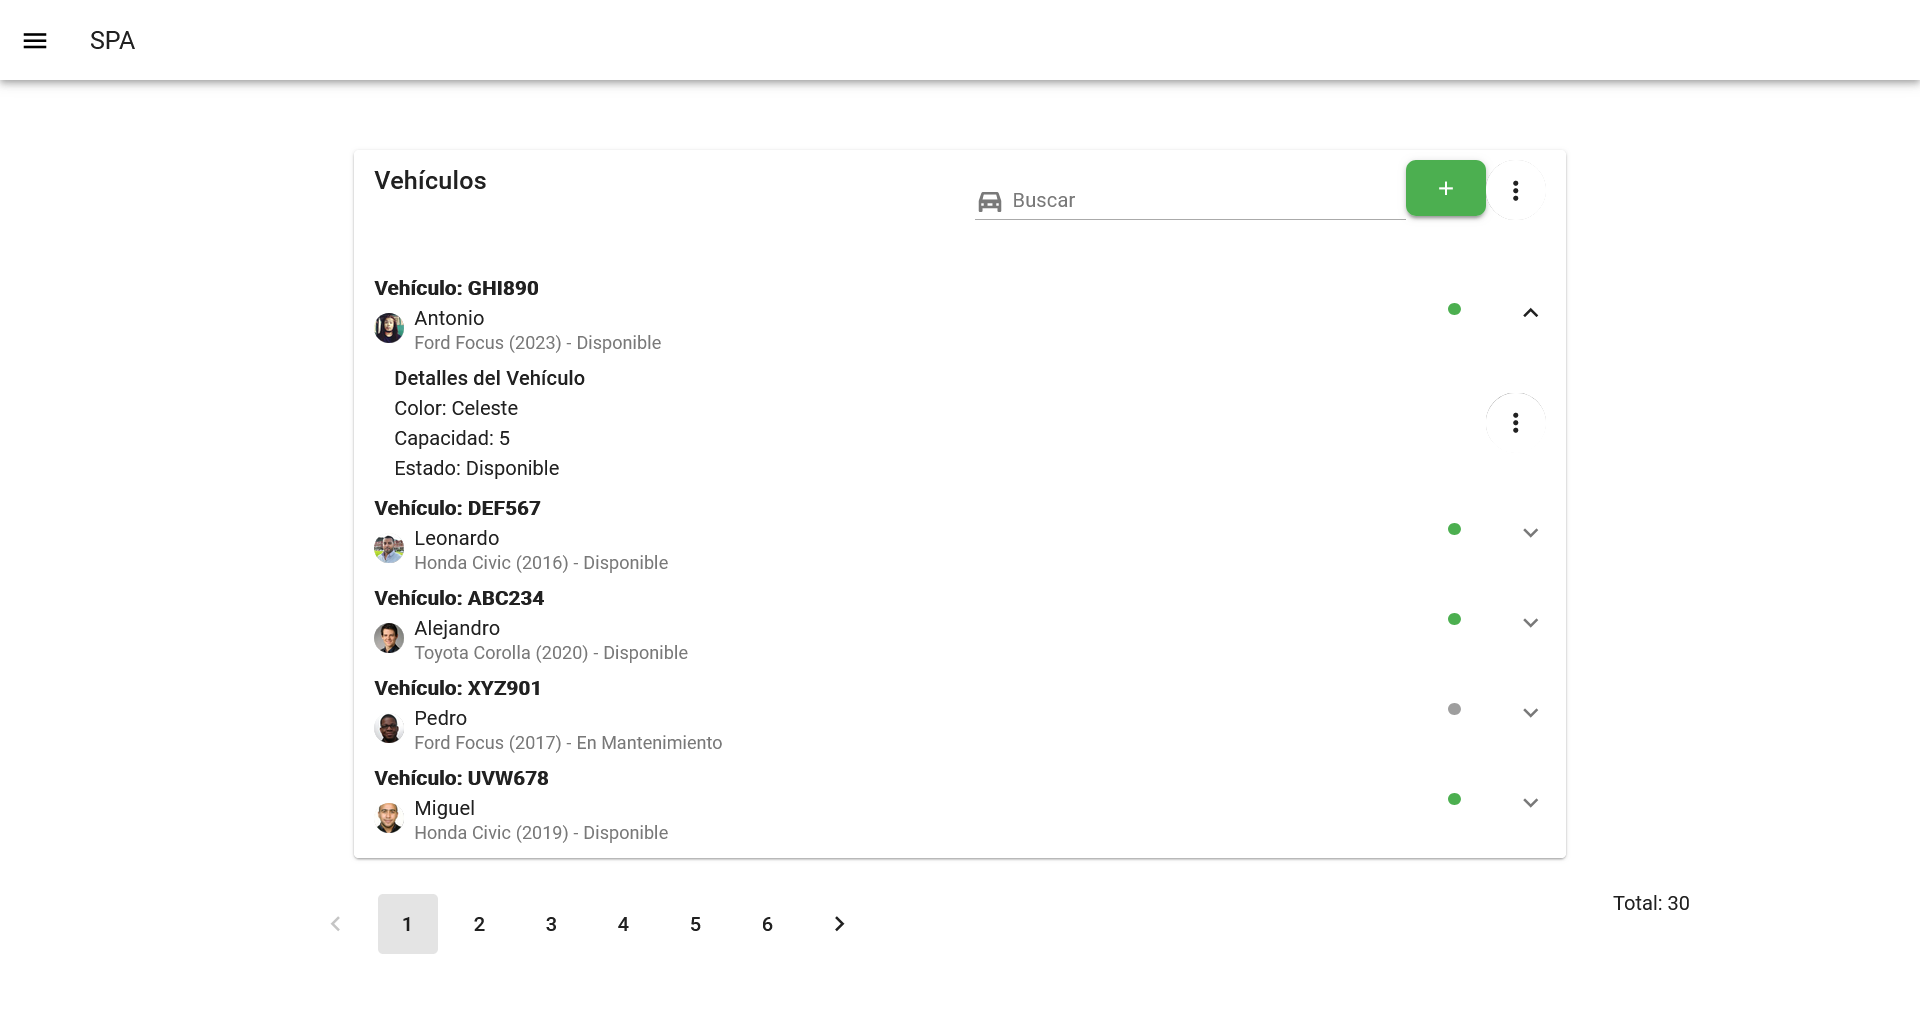 SPA
Vehículos
Buscar
+
Vehículo: GHI890
Antonio
Ford Focus (2023) - Disponible
Detalles del Vehículo
Color: Celeste
Capacidad: 5
Estado: Disponible
Vehículo: DEF567
Leonardo
Honda Civic (2016) - Disponible
Vehículo: ABC234
Alejandro
Toyota Corolla (2020) - Disponible
Vehículo: XYZ901
Pedro
Ford Focus (2017) - En Mantenimiento
Vehículo: UVW678
Miguel
Honda Civic (2019) - Disponible
1 2 3 4 5 6
Total: 30